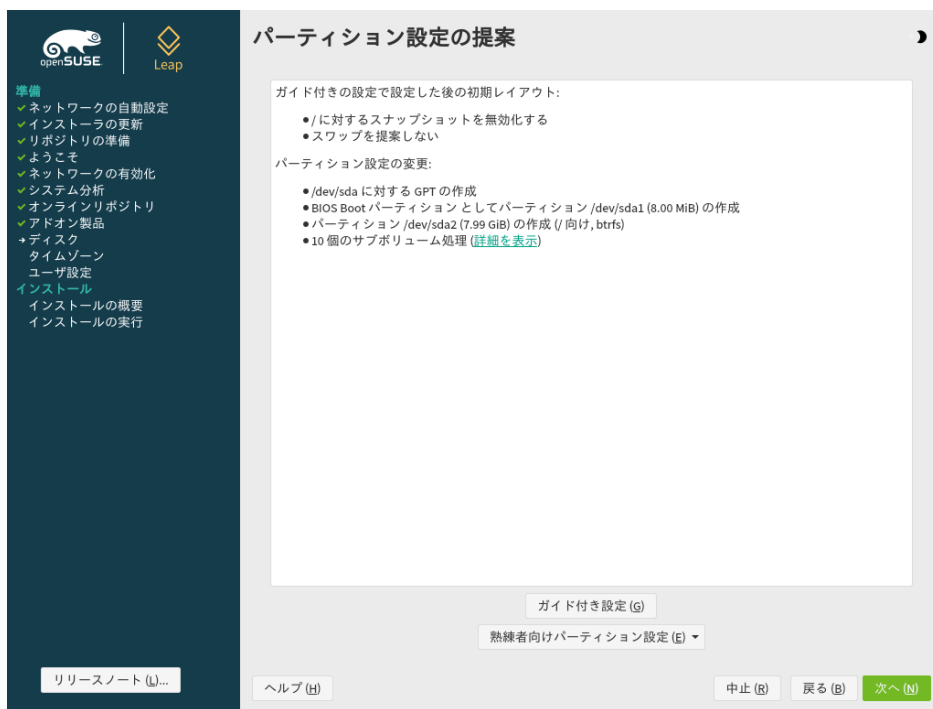 openSUSE.
Leap
パーティション設定の提案
準備
ネットワークの自動設定
インストーラの更新
リポジトリの準備
ようこそ
ネットワークの有効化
システム分析
オンラインリポジトリ
アドオン製品
ディスク
タイムゾーン
ユーザ設定
インストール
インストールの概要
インストールの実行
リリースノート (L)...
ガイド付きの設定で設定した後の初期レイアウト:
●/ に対するスナップショットを無効化する
●スワップを提案しない
パーティション設定の変更:
●/dev/sda に対する GPT の作成
●BIOS Boot パーティション としてパーティション /dev/sda1 (8.00 MiB) の作成
●パーティション /dev/sda2 (7.99 GiB) の作成 (/ 向け, btrfs)
●10 個のサブボリューム処理 (詳細を表示)
ガイド付き設定 (G)
熟練者向けパーティション設定 (E)
ヘルプ (H)
中止 (R)
戻る (B)
次へ (N)